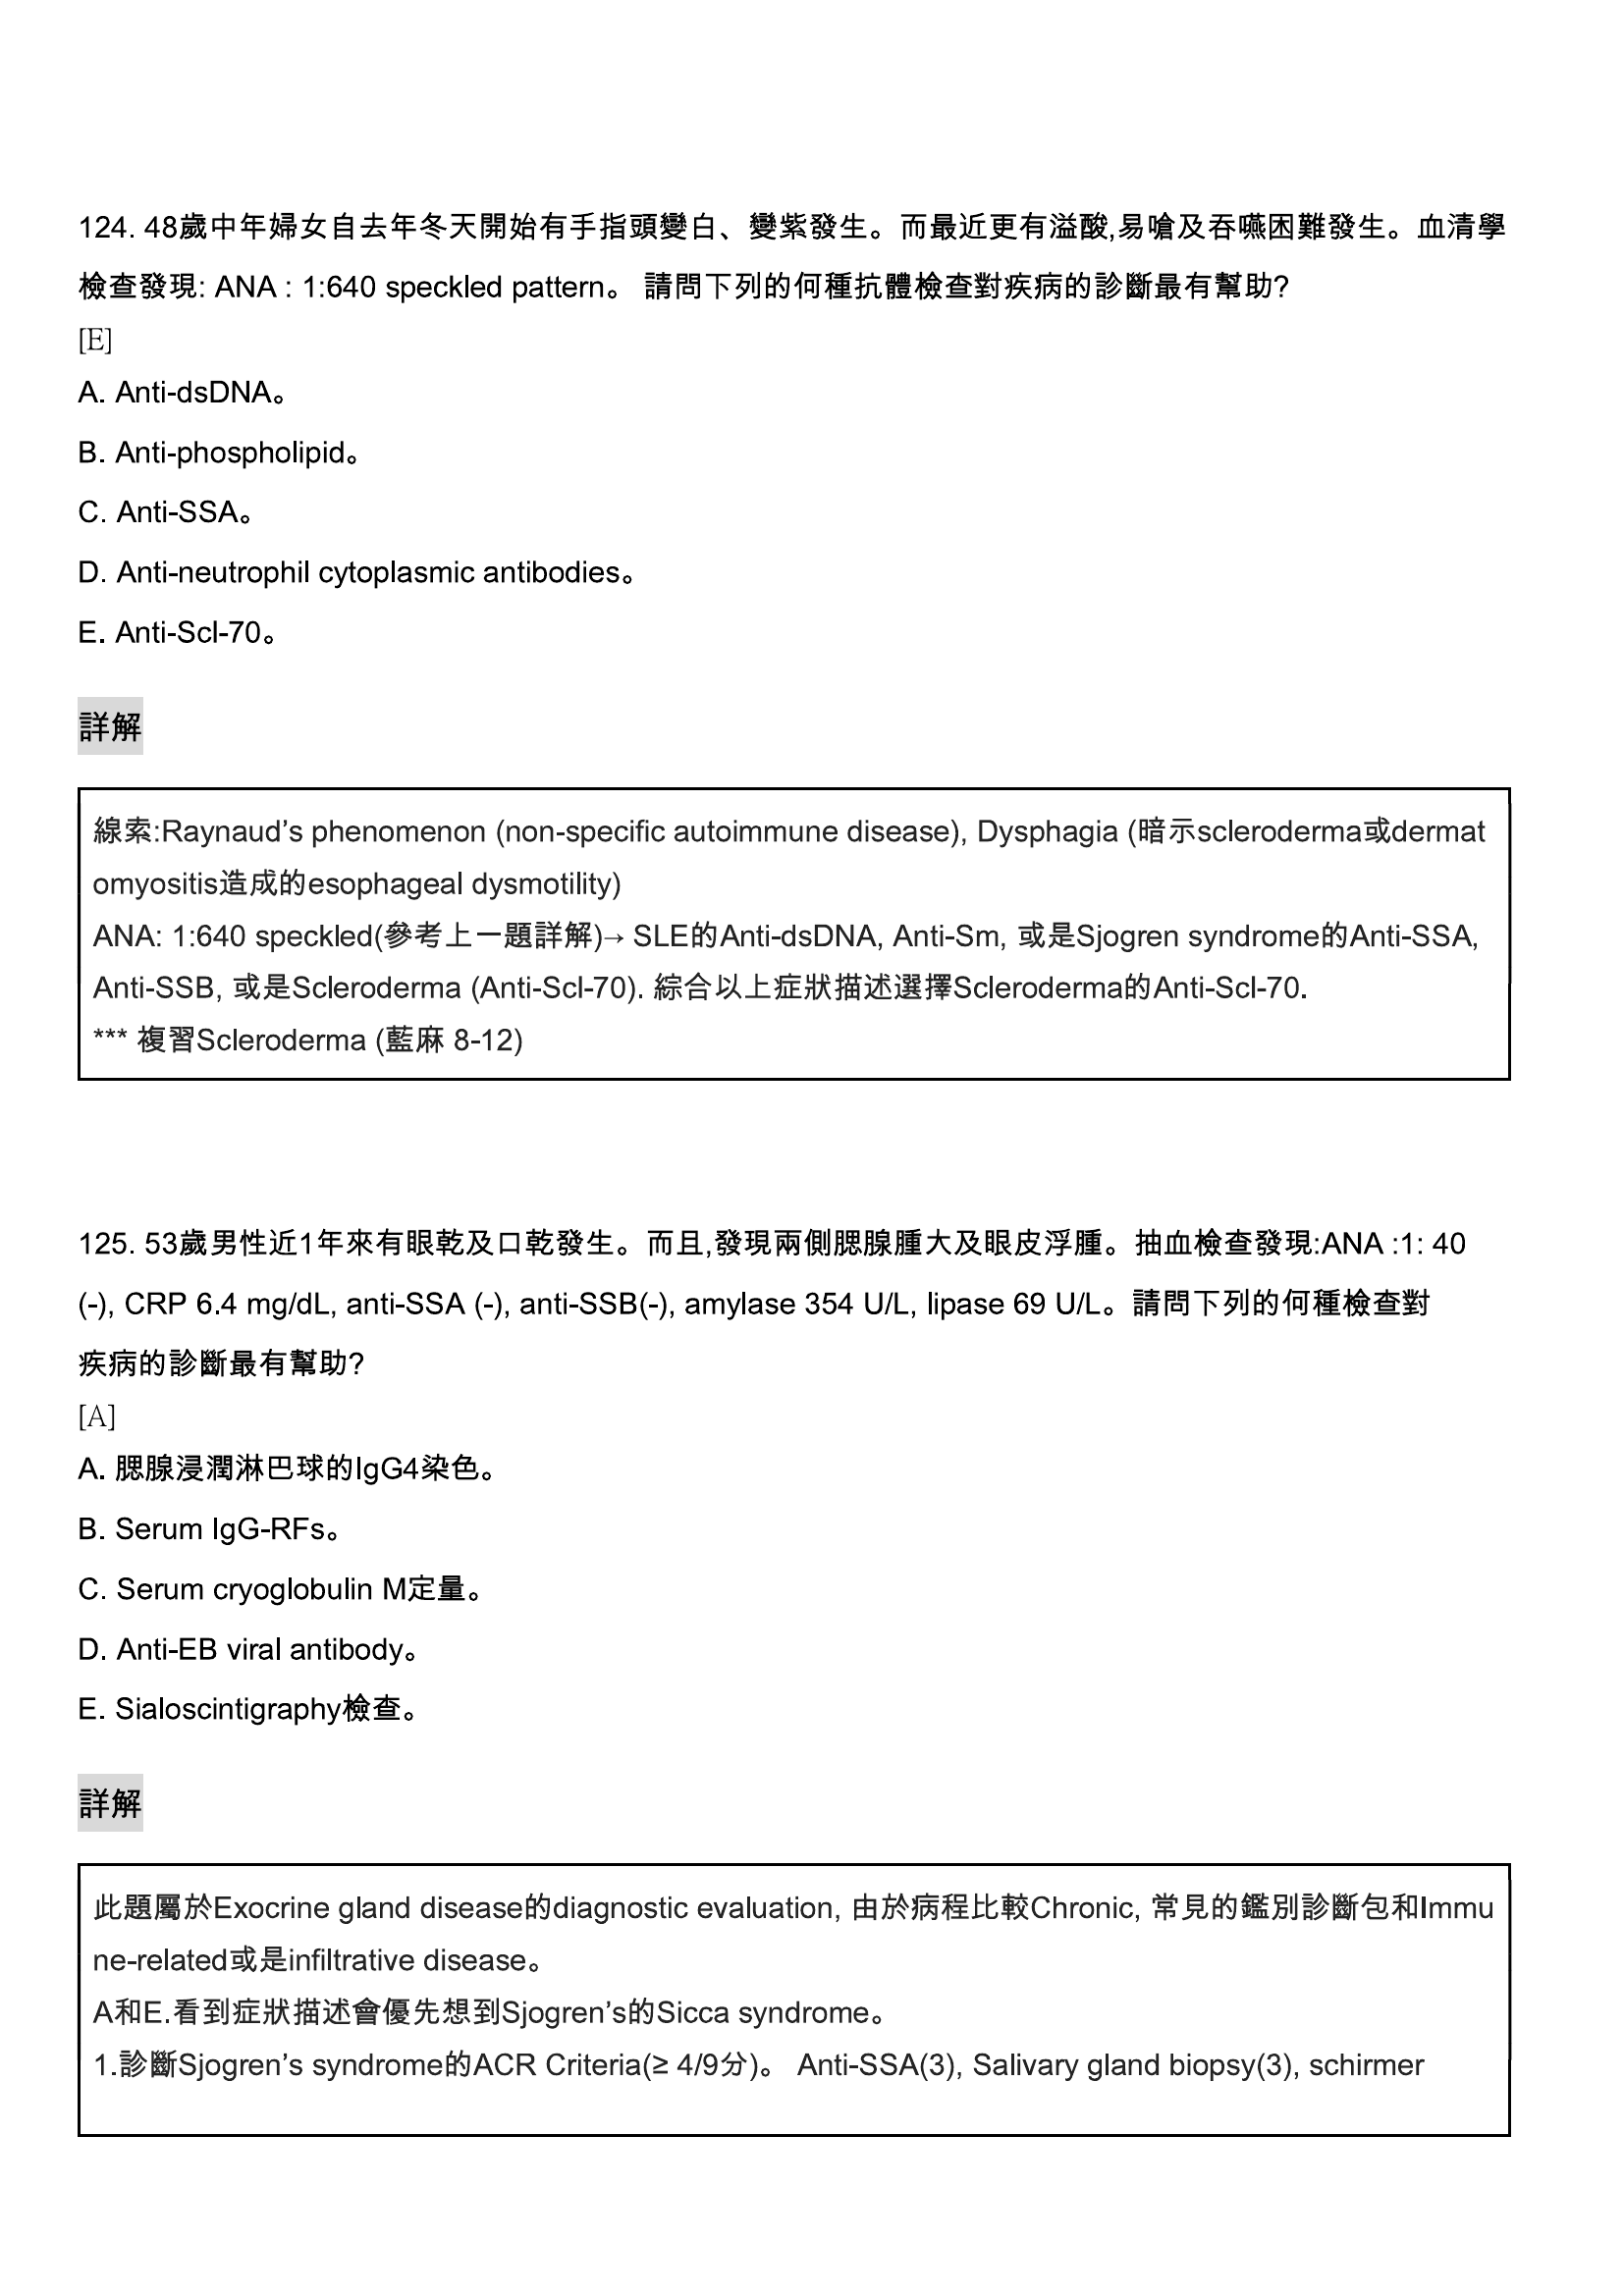 124. 48歲中年婦女自去年冬天開始有手指頭變白、變紫發生。而最近更有溢酸,易嗆及吞嚥困難發生。血清學
檢查發現: ANA : 1:640 speckled pattern。 請問下列的何種抗體檢查對疾病的診斷最有幫助?
[E]
A. Anti-dsDNA。
B. Anti-phospholipid。
C. Anti-SSA。
D. Anti-neutrophil cytoplasmic antibodies。
E. Anti-Scl-70。
詳解
線索:Raynaud’s phenomenon (non-specific autoimmune disease), Dysphagia (暗示scleroderma或dermat
omyositis造成的esophageal dysmotility)
ANA: 1:640 speckled(參考上一題詳解)→ SLE的Anti-dsDNA, Anti-Sm, 或是Sjogren syndrome的Anti-SSA,
Anti-SSB, 或是Scleroderma (Anti-Scl-70). 綜合以上症狀描述選擇Scleroderma的Anti-Scl-70.
*** 複習Scleroderma (藍麻 8-12)
125. 53歲男性近1年來有眼乾及口乾發生。而且,發現兩側腮腺腫大及眼皮浮腫。抽血檢查發現:ANA :1: 40
(-), CRP 6.4 mg/dL, anti-SSA (-), anti-SSB(-), amylase 354 U/L, lipase 69 U/L。請問下列的何種檢查對
疾病的診斷最有幫助?
[A]
A. 腮腺浸潤淋巴球的IgG4染色。
B. Serum IgG-RFs。
C. Serum cryoglobulin M定量。
D. Anti-EB viral antibody。
E. Sialoscintigraphy檢查。
詳解
此題屬於Exocrine gland disease的diagnostic evaluation, 由於病程比較Chronic, 常見的鑑別診斷包和Immu
ne-related或是infiltrative disease。
A和E.看到症狀描述會優先想到Sjogren’s的Sicca syndrome。
1.診斷Sjogren’s syndrome的ACR Criteria(≥ 4/9分)。 Anti-SSA(3), Salivary gland biopsy(3), schirmer